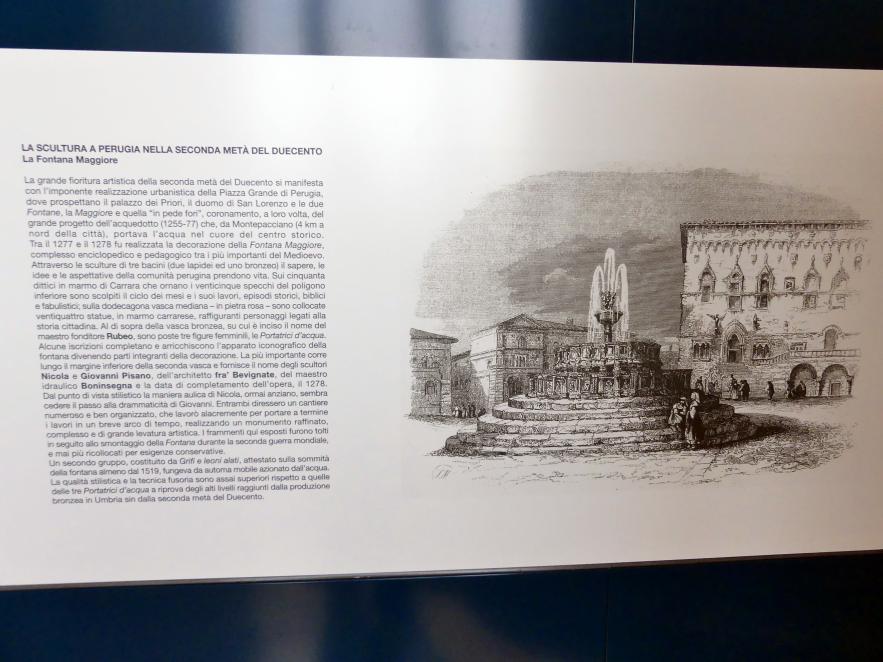 LA SCULTURA A PERUGIA NELLA SECONDA METÀ DEL DUECENTO
La Fontana Maggiore
La grande fioritura artistica della seconda metà del Duecento si manifesta
con l'imponente realizzazione urbanistica della Piazza Grande di Perugia,
dove prospettano il palazzo dei Priori, il duomo di San Lorenzo e le due
Fontane, la Maggiore e quella "in pede fori", coronamento, a loro volta, del
grande progetto dell'acquedotto (1255-77) che, da Montepacciano (4 km a
nord della città), portava l'acqua nel cuore del centro storico.
Tra il 1277 e il 1278 fu realizzata la decorazione della Fontana Maggiore,
complesso enciclopedico e pedagogico tra i più importanti del Medioevo.
Attraverso le sculture di tre bacini (due lapidei ed uno bronzeo) il sapere, le
idee e le aspettative della comunità perugina prendono vita. Sui cinquanta
dittici in marmo di Carrara che ornano i venticinque specchi del poligono
inferiore sono scolpiti il ciclo dei mesi e i suoi lavori, episodi storici, biblici
e fabulistici; sulla dodecagona vasca mediana – in pietra rosa – sono collocate
ventiquattro statue, in marmo carrarese, raffiguranti personaggi legati alla
storia cittadina. Al di sopra della vasca bronzea, su cui è inciso il nome del
maestro fonditore Rubeo, sono poste tre figure femminili, le Portatrici d'acqua.
Alcune iscrizioni completano e arricchiscono l'apparato iconografico della
fontana divenendo parti integranti della decorazione. La più importante corre
lungo il margine inferiore della seconda vasca e fornisce il nome degli scultori
Nicola e Giovanni Pisano, dell'architetto fra' Bevignate, del maestro
idraulico Boninsegna e la data di completamento dell'opera, il 1278.
Dal punto di vista stilistico la maniera aulica di Nicola, ormai anziano, sembra
cedere il passo alla drammaticità di Giovanni. Entrambi diressero un cantiere
numeroso e ben organizzato, che lavorò alacremente per portare a termine
i lavori in un breve arco di tempo, realizzando un monumento raffinato,
complesso e di grande levatura artistica. I frammenti qui esposti furono tolti
in seguito allo smontaggio della Fontana durante la seconda guerra mondiale,
e mai più ricollocati per esigenze conservative.
Un secondo gruppo, costituito da Grifi e leoni alati, attestato sulla sommità
della fontana almeno dal 1519, fungeva da automa mobile azionato dall'acqua.
La qualità stilistica e la tecnica fusoria sono assai superiori rispetto a quelle
delle tre Portatrici d'acqua a riprova degli alti livelli raggiunti dalla produzione
bronzea in Umbria sin dalla seconda metà del Duecento.